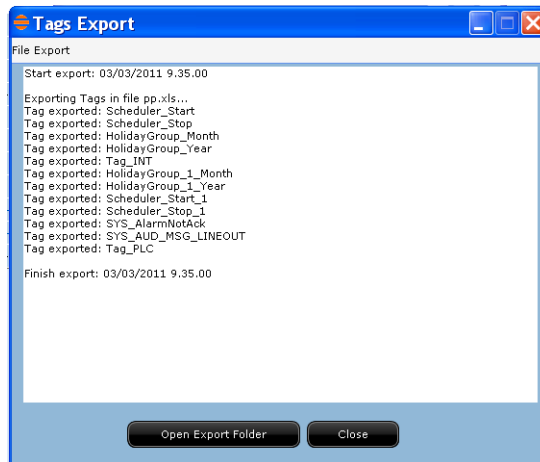 Tags Export
File Export
Start export: 03/03/2011 9.35.00
Exporting Tags in file pp.xls...
Tag exported: Scheduler_Start
Tag exported: Scheduler_Stop
Tag exported: HolidayGroup_Month
Tag exported: HolidayGroup_Year
Tag exported: Tag_INT
Tag exported: HolidayGroup_1_Month
Tag exported: HolidayGroup_1_Year
Tag exported: Scheduler_Start_1
Tag exported: Scheduler_Stop_1
Tag exported: SYS_AlarmNotAck
Tag exported: SYS_AUD_MSG_LINEOUT
Tag exported: Tag_PLC
Finish export: 03/03/2011 9.35.00
Open Export Folder
Close